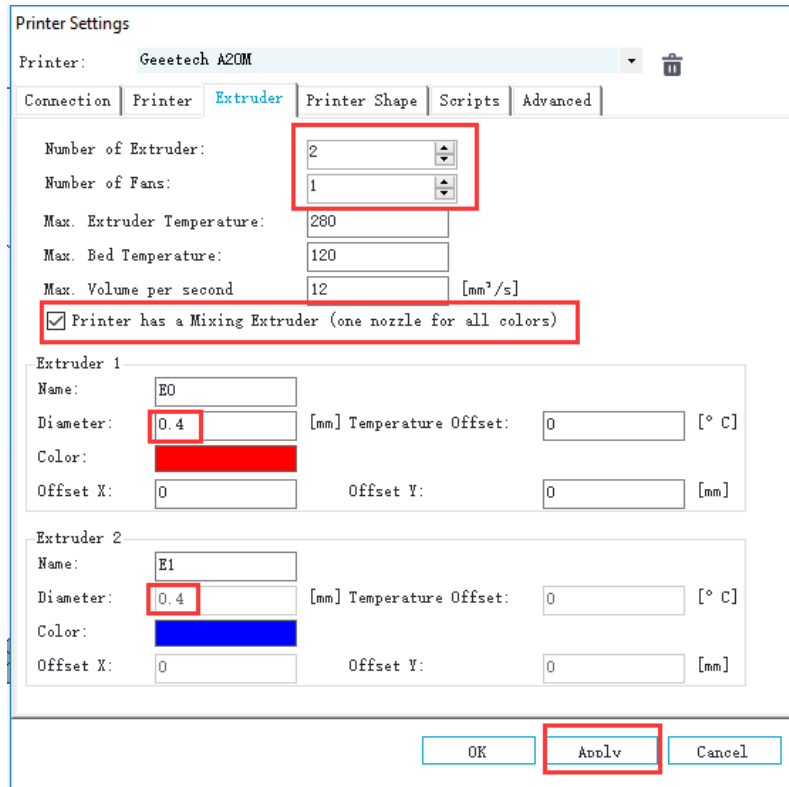 Printer Settings
Printer: Geeetech A20M
Connection Printer Extruder Printer Shape Scripts Advanced
Number of Extruder: 2
Number of Fans: 1
Max. Extruder Temperature: 280
Max. Bed Temperature: 120
Max. Volume per second 12 [mm³/s]
Printer has a Mixing Extruder (one nozzle for all colors)
Extruder 1
Name: E0
Diameter: 0.4 [mm] Temperature Offset: 0 [° C]
Color:
Offset X: 0 Offset Y: 0 [mm]
Extruder 2
Name: E1
Diameter: 0.4 [mm] Temperature Offset: 0 [° C]
Color:
Offset X: 0 Offset Y: 0 [mm]
OK Apply Cancel